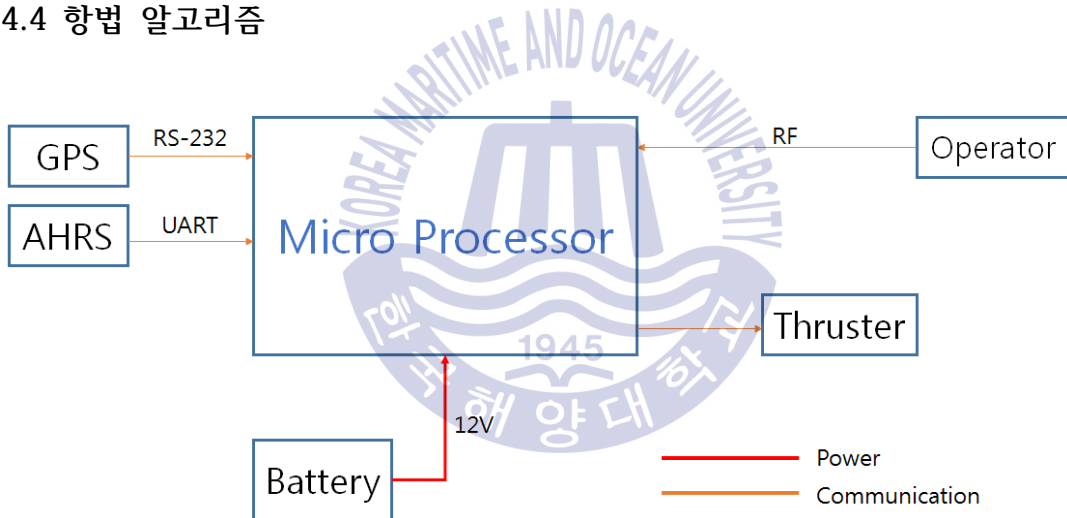 4.4 항법 알고리즘
KOREA MARITIME AND OCEAN UNIVERSITY
GPS
RS-232
RF
Operator
AHRS
UART
Micro Processor
Thruster
1945
한국해양대학교
12V
Battery
Power
Communication